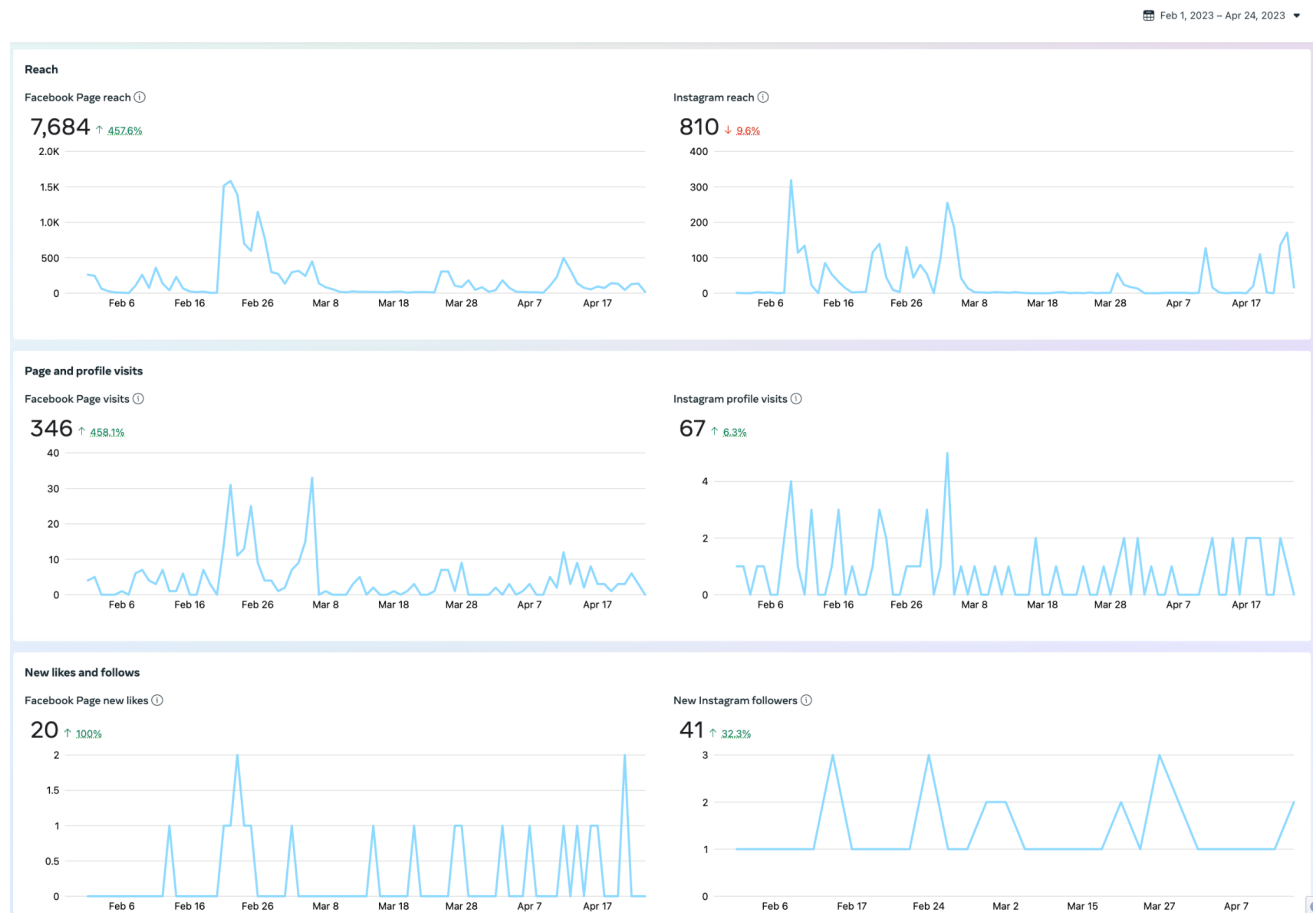 Feb 1, 2023 – Apr 24, 2023
Reach
Facebook Page reach
7,684 ↑ 457.6%
2.0K
1.5K
1.0K
500
0
Feb 6 Feb 16 Feb 26 Mar 8 Mar 18 Mar 28 Apr 7 Apr 17
Instagram reach
810 ↓ 9.6%
400
300
200
100
0
Feb 6 Feb 16 Feb 26 Mar 8 Mar 18 Mar 28 Apr 7 Apr 17
Page and profile visits
Facebook Page visits
346 ↑ 458.1%
40
30
20
10
0
Feb 6 Feb 16 Feb 26 Mar 8 Mar 18 Mar 28 Apr 7 Apr 17
Instagram profile visits
67 ↑ 6.3%
4
2
0
Feb 6 Feb 16 Feb 26 Mar 8 Mar 18 Mar 28 Apr 7 Apr 17
New likes and follows
Facebook Page new likes
20 ↑ 100%
2
1.5
1
0.5
0
Feb 6 Feb 16 Feb 26 Mar 8 Mar 18 Mar 28 Apr 7 Apr 17
New Instagram followers
41 ↑ 32.3%
3
2
1
0
Feb 6 Feb 17 Feb 24 Mar 2 Mar 15 Mar 27 Apr 7